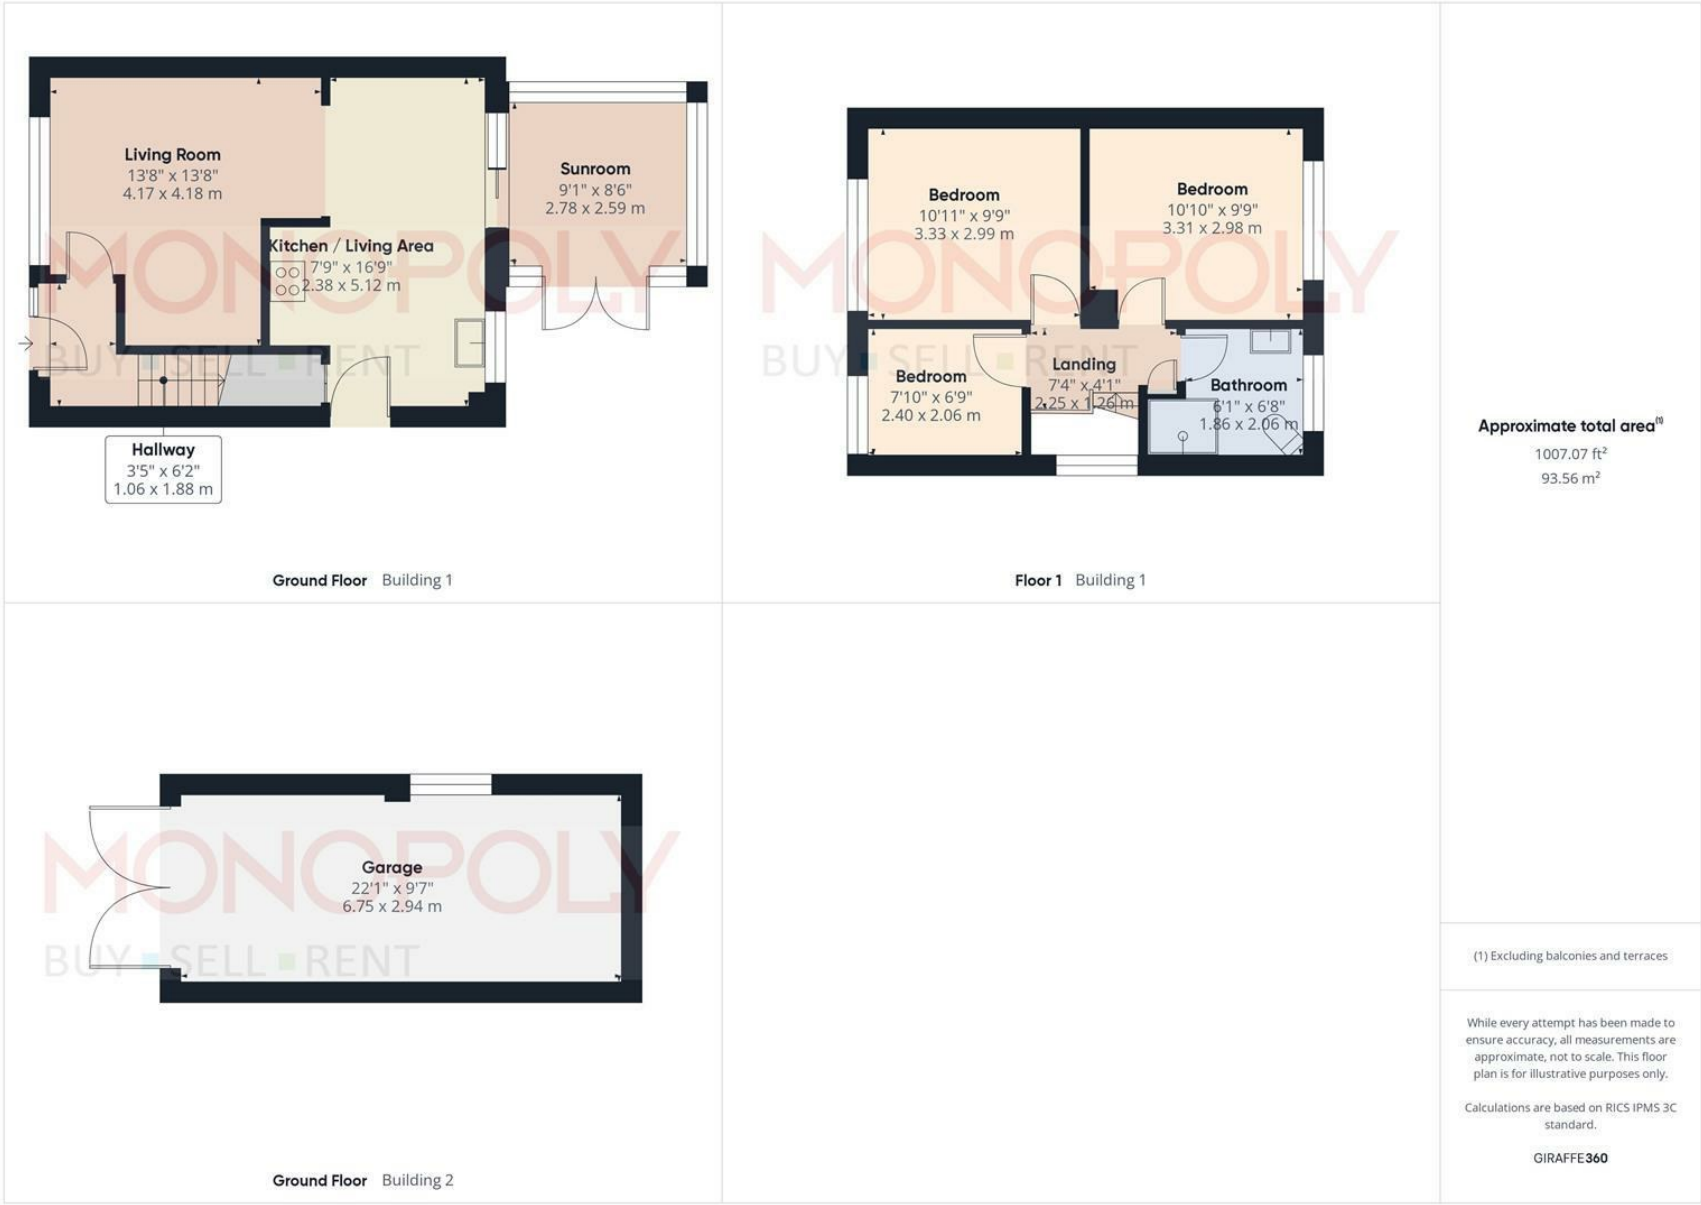 Living Room
13'8" x 13'8"
4.17 x 4.18 m
Kitchen / Living Area
7'9" x 16'9"
2.38 x 5.12 m
Sunroom
9'1" x 8'6"
2.78 x 2.59 m
Hallway
3'5" x 6'2"
1.06 x 1.88 m
MONOPOLY
BUY SELL RENT
Ground Floor Building 1
Bedroom
10'11" x 9'9"
3.33 x 2.99 m
Bedroom
10'10" x 9'9"
3.31 x 2.98 m
Bedroom
7'10" x 6'9"
2.40 x 2.06 m
Landing
7'4" x 4'1"
2.25 x 1.26 m
Bathroom
6'1" x 6'8"
1.86 x 2.06 m
MONOPOLY
BUY SELL RENT
Floor 1 Building 1
Garage
22'1" x 9'7"
6.75 x 2.94 m
MONOPOLY
BUY SELL RENT
Ground Floor Building 2
Approximate total area(1)
1007.07 ft²
93.56 m²
(1) Excluding balconies and terraces
While every attempt has been made to
ensure accuracy, all measurements are
approximate, not to scale. This floor
plan is for illustrative purposes only.
Calculations are based on RICS IPMS 3C
standard.
GIRAFFE360